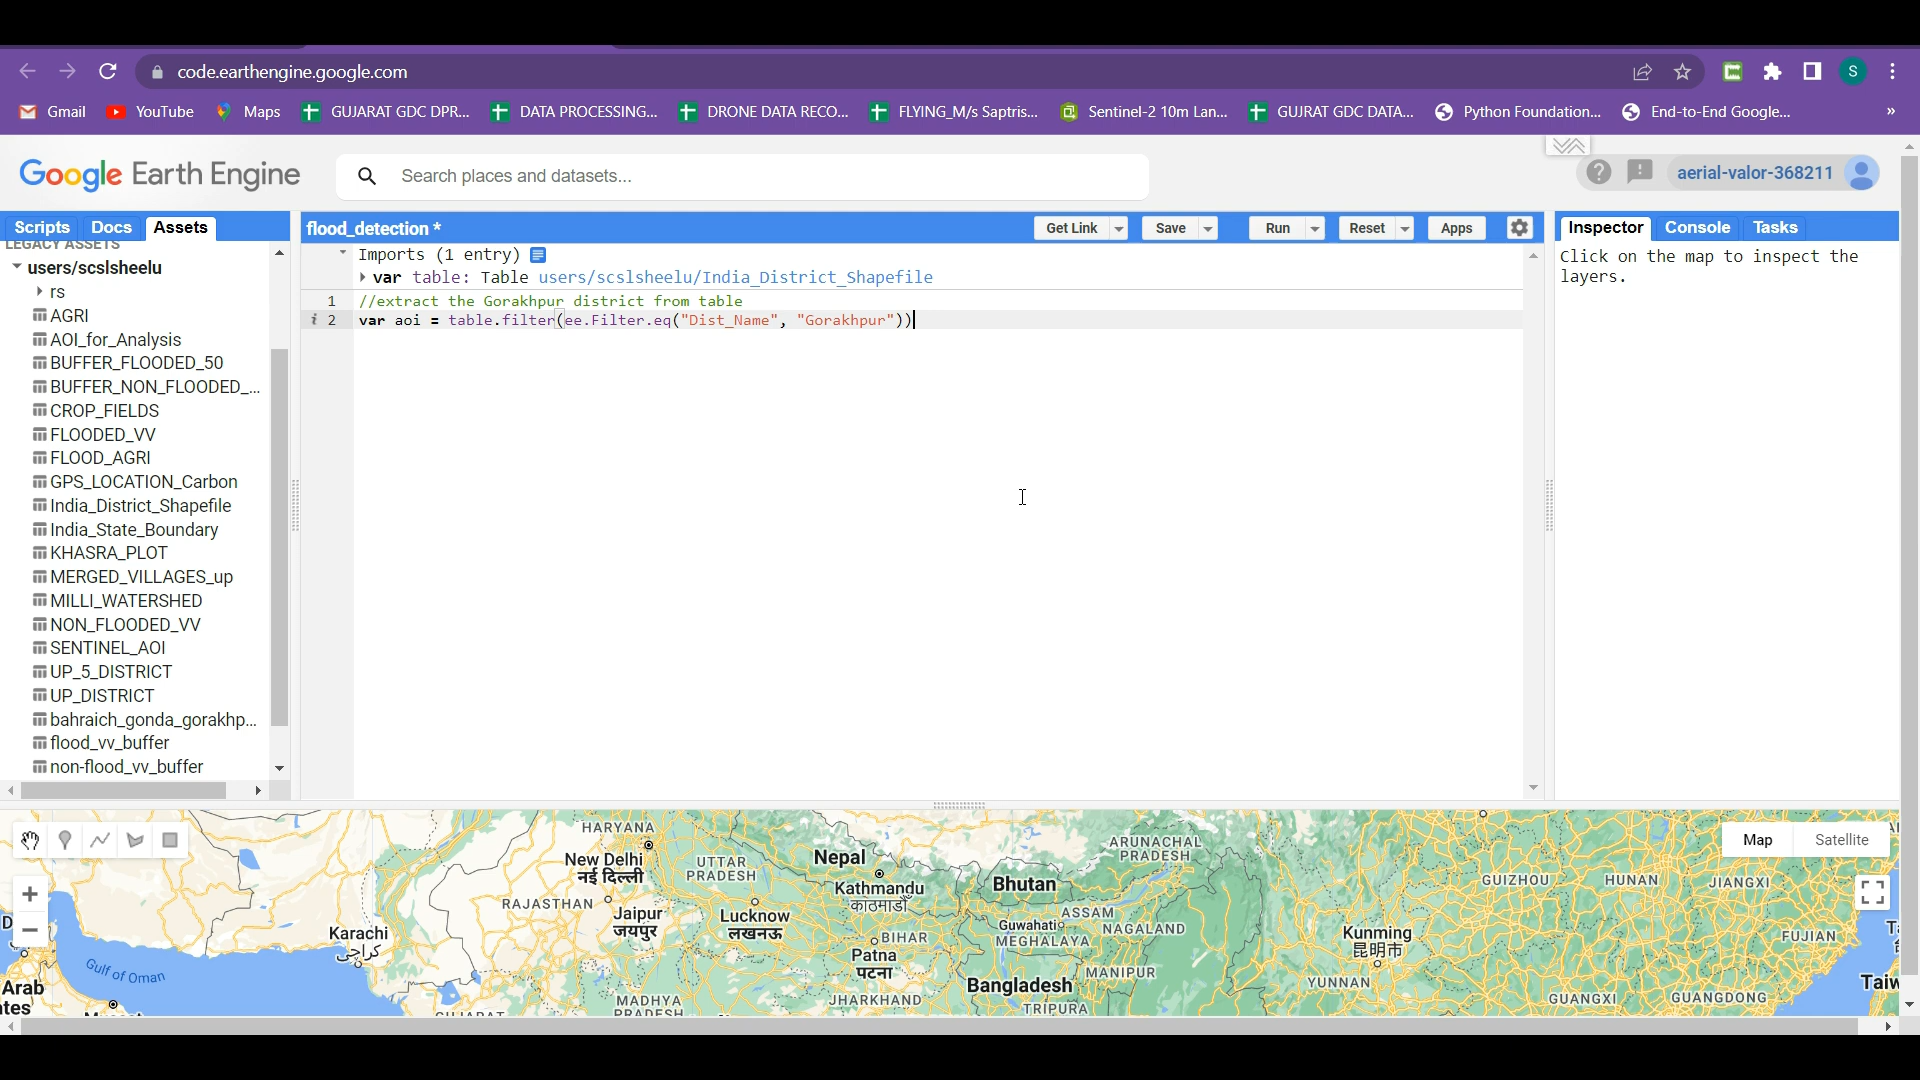 code.earthengine.google.com
S
Gmail
YouTube
Maps
GUJARAT GDC DPR...
DATA PROCESSING...
DRONE DATA RECO...
FLYING_M/s Saptris...
Sentinel-2 10m Lan...
GUJRAT GDC DATA...
Python Foundation...
End-to-End Google...
»
Google Earth Engine
Search places and datasets...
aerial-valor-368211
Scripts
Docs
Assets
LEGACY ASSETS
users/scslsheelu
rs
AGRI
AOI_for_Analysis
BUFFER_FLOODED_50
BUFFER_NON_FLOODED_...
CROP_FIELDS
FLOODED_VV
FLOOD_AGRI
GPS_LOCATION_Carbon
India_District_Shapefile
India_State_Boundary
KHASRA_PLOT
MERGED_VILLAGES_up
MILLI_WATERSHED
NON_FLOODED_VV
SENTINEL_AOI
UP_5_DISTRICT
UP_DISTRICT
bahraich_gonda_gorakhp...
flood_vv_buffer
non-flood_vv_buffer
flood_detection *
Get Link
Save
Run
Reset
Apps
Imports (1 entry)
var table: Table users/scslsheelu/India_District_Shapefile
1 //extract the Gorakhpur district from table
i 2 var aoi = table.filter(ee.Filter.eq("Dist_Name", "Gorakhpur"))
Inspector
Console
Tasks
Click on the map to inspect the
layers.
Map
Satellite
HARYANA
New Delhi
नई दिल्ली
UTTAR
PRADESH
Nepal
Kathmandu
काठमाडौं
Bhutan
ARUNACHAL
PRADESH
GUIZHOU
HUNAN
JIANGXI
RAJASTHAN
Jaipur
जयपुर
Lucknow
लखनऊ
Guwahati
ASSAM
NAGALAND
MEGHALAYA
Karachi
كراچى
BIHAR
Patna
पटना
Kunming
昆明市
FUJIAN
Gulf of Oman
MANIPUR
Bangladesh
YUNNAN
Taiw
Arab
ates
MADHYA
PRADESH
JHARKHAND
TRIPURA
GUANGXI
GUANGDONG